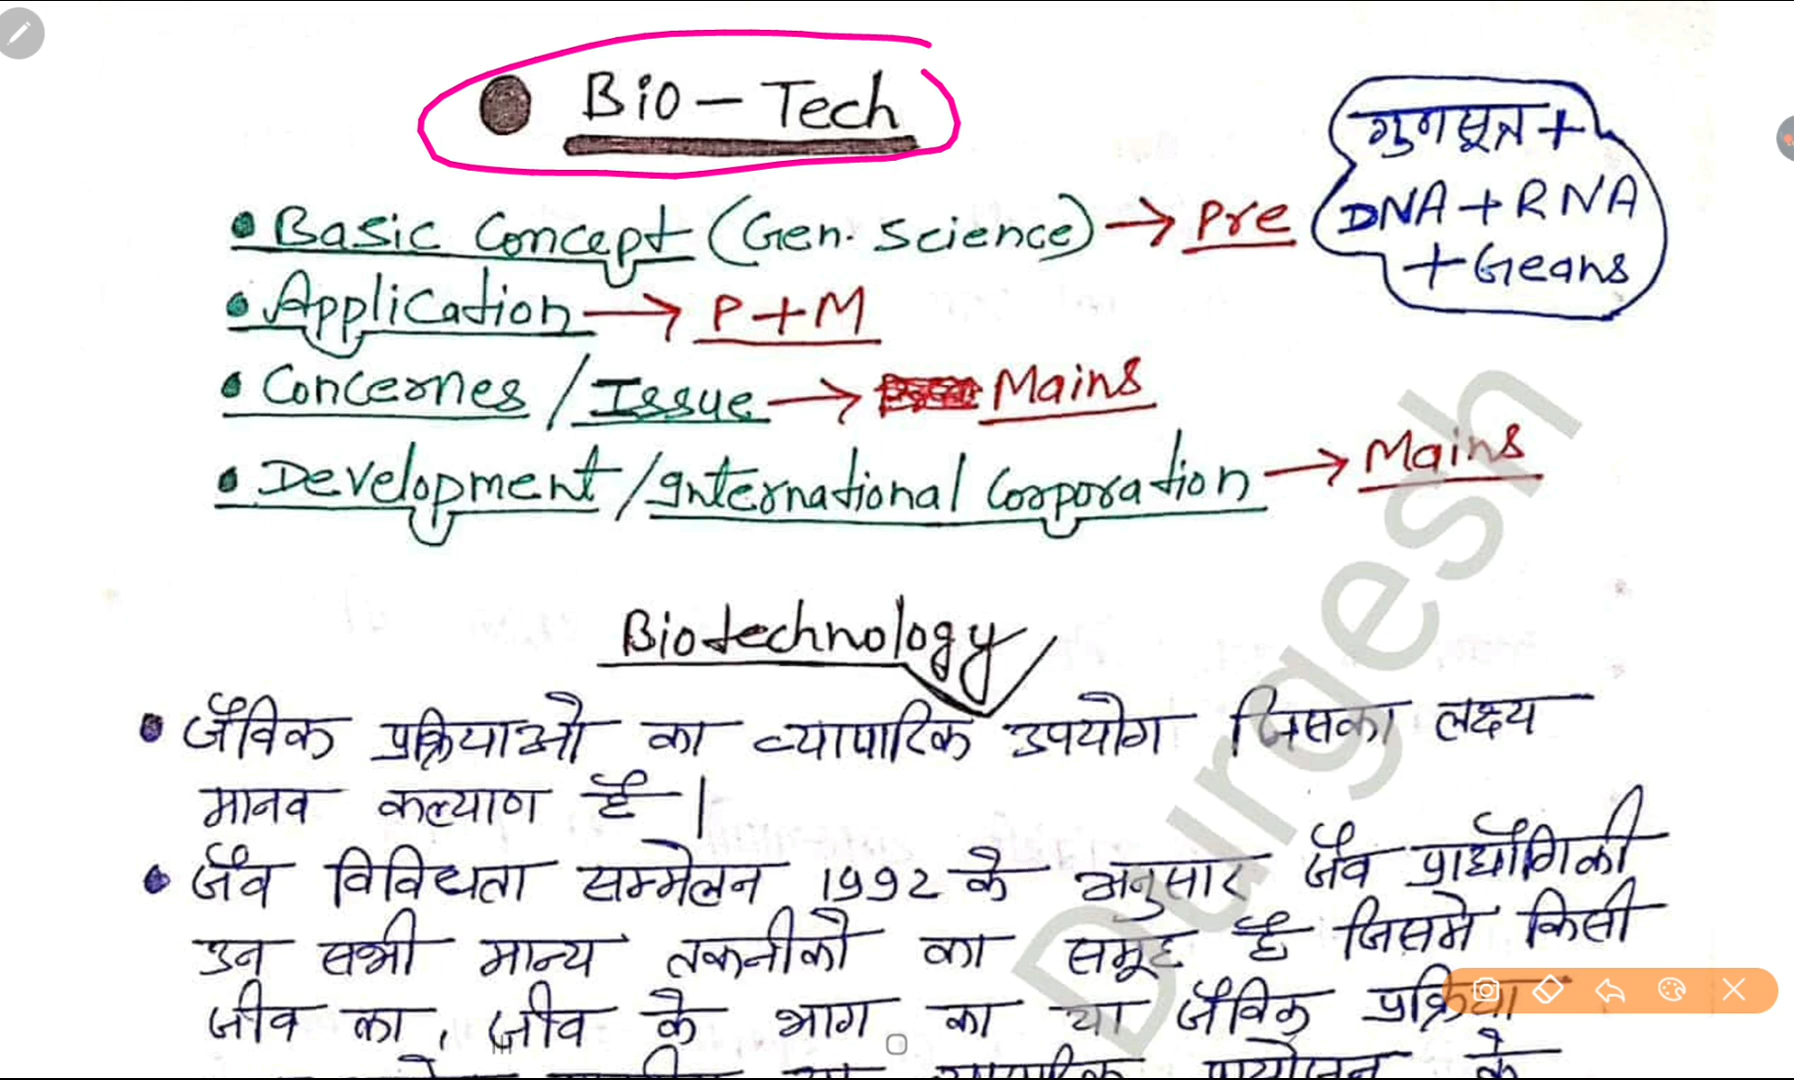 Bio - Tech
• Basic Concept (Gen. Science) → Pre
गुणसूत्र +
DNA + RNA
+ Geans
• Application → P+M
• Concernes / Issue → Mains
• Development / International Corporation → Mains
Biotechnology
• जैविक प्रक्रियाओ का व्यापारिक उपयोग जिसका लक्ष्य
मानव कल्याण है।
• जैव विविधता सम्मेलन 1992 के अनुसार जैव प्राद्यौगिकी
उन सभी मान्य तकनीकों का समूह है जिसमे किसी
जीव का, जीव के भाग का या जैविक प्रक्रिया
Durgesh